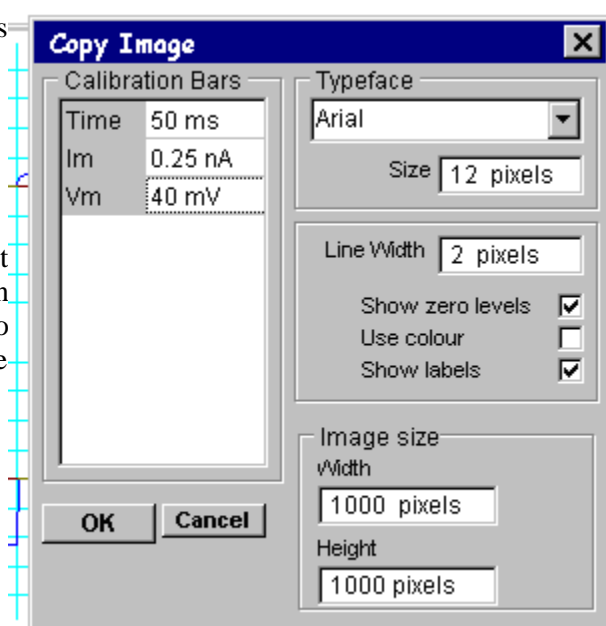 Copy Image
Calibration Bars
Time 50 ms
Im 0.25 nA
Vm 40 mV
OK Cancel
Typeface
Arial
Size 12 pixels
Line Width 2 pixels
Show zero levels
Use colour
Show labels
Image size
Width
1000 pixels
Height
1000 pixels